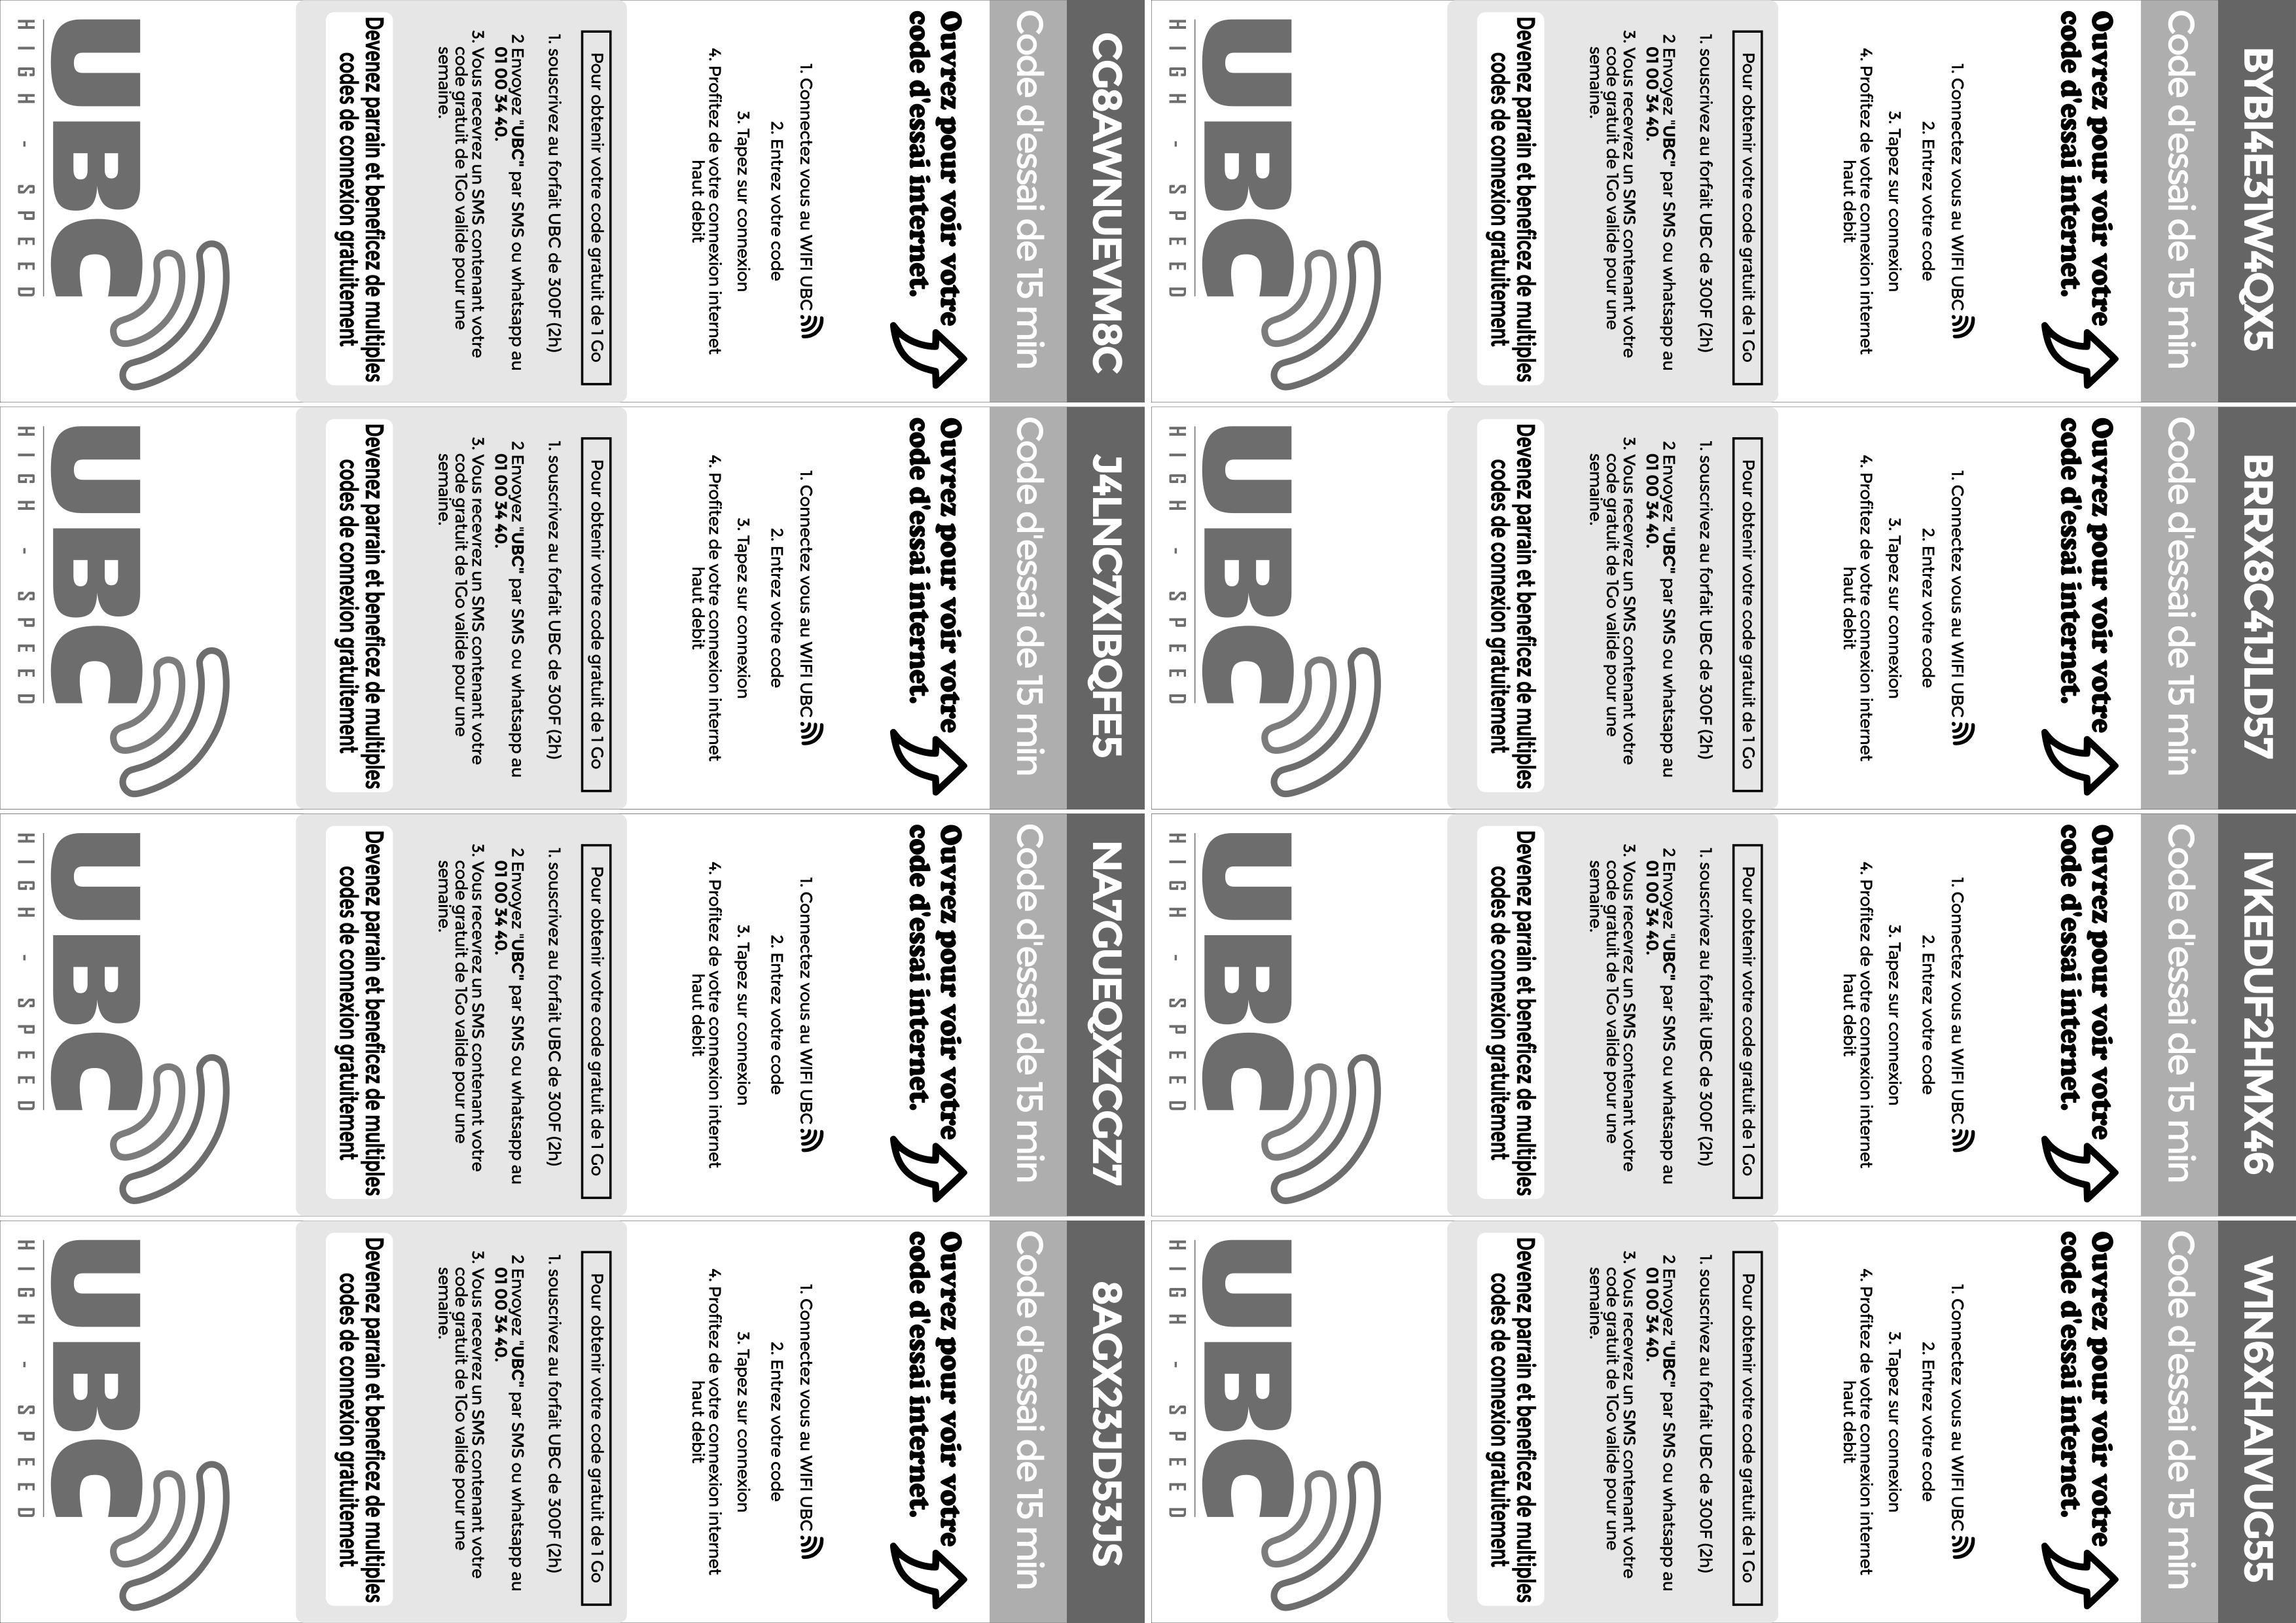 BYBI4E31W4QX5
Code d'essai de 15 min
Ouvrez pour voir votre
code d'essai internet.
1. Connectez vous au WIFI UBC
2. Entrez votre code
3. Tapez sur connexion
4. Profitez de votre connexion internet
haut debit
Pour obtenir votre code gratuit de 1 Go
1. souscrivez au forfait UBC de 300F (2h)
2 Envoyez "UBC" par SMS ou whatsapp au
01 00 34 40.
3. Vous recevrez un SMS contenant votre
code gratuit de 1Go valide pour une
semaine.
Devenez parrain et beneficez de multiples
codes de connexion gratuitement
UBC
HIGH - SPEED
BRRX8C41JLD57
Code d'essai de 15 min
Ouvrez pour voir votre
code d'essai internet.
1. Connectez vous au WIFI UBC
2. Entrez votre code
3. Tapez sur connexion
4. Profitez de votre connexion internet
haut debit
Pour obtenir votre code gratuit de 1 Go
1. souscrivez au forfait UBC de 300F (2h)
2 Envoyez "UBC" par SMS ou whatsapp au
01 00 34 40.
3. Vous recevrez un SMS contenant votre
code gratuit de 1Go valide pour une
semaine.
Devenez parrain et beneficez de multiples
codes de connexion gratuitement
UBC
HIGH - SPEED
IVKEDUF2HMX46
Code d'essai de 15 min
Ouvrez pour voir votre
code d'essai internet.
1. Connectez vous au WIFI UBC
2. Entrez votre code
3. Tapez sur connexion
4. Profitez de votre connexion internet
haut debit
Pour obtenir votre code gratuit de 1 Go
1. souscrivez au forfait UBC de 300F (2h)
2 Envoyez "UBC" par SMS ou whatsapp au
01 00 34 40.
3. Vous recevrez un SMS contenant votre
code gratuit de 1Go valide pour une
semaine.
Devenez parrain et beneficez de multiples
codes de connexion gratuitement
UBC
HIGH - SPEED
W1N6XHAIVUG55
Code d'essai de 15 min
Ouvrez pour voir votre
code d'essai internet.
1. Connectez vous au WIFI UBC
2. Entrez votre code
3. Tapez sur connexion
4. Profitez de votre connexion internet
haut debit
Pour obtenir votre code gratuit de 1 Go
1. souscrivez au forfait UBC de 300F (2h)
2 Envoyez "UBC" par SMS ou whatsapp au
01 00 34 40.
3. Vous recevrez un SMS contenant votre
code gratuit de 1Go valide pour une
semaine.
Devenez parrain et beneficez de multiples
codes de connexion gratuitement
UBC
HIGH - SPEED
CG8AWNUEVM8C
Code d'essai de 15 min
Ouvrez pour voir votre
code d'essai internet.
1. Connectez vous au WIFI UBC
2. Entrez votre code
3. Tapez sur connexion
4. Profitez de votre connexion internet
haut debit
Pour obtenir votre code gratuit de 1 Go
1. souscrivez au forfait UBC de 300F (2h)
2 Envoyez "UBC" par SMS ou whatsapp au
01 00 34 40.
3. Vous recevrez un SMS contenant votre
code gratuit de 1Go valide pour une
semaine.
Devenez parrain et beneficez de multiples
codes de connexion gratuitement
UBC
HIGH - SPEED
J4LNC7XIBQFE5
Code d'essai de 15 min
Ouvrez pour voir votre
code d'essai internet.
1. Connectez vous au WIFI UBC
2. Entrez votre code
3. Tapez sur connexion
4. Profitez de votre connexion internet
haut debit
Pour obtenir votre code gratuit de 1 Go
1. souscrivez au forfait UBC de 300F (2h)
2 Envoyez "UBC" par SMS ou whatsapp au
01 00 34 40.
3. Vous recevrez un SMS contenant votre
code gratuit de 1Go valide pour une
semaine.
Devenez parrain et beneficez de multiples
codes de connexion gratuitement
UBC
HIGH - SPEED
NA7GUEQXZCGZ7
Code d'essai de 15 min
Ouvrez pour voir votre
code d'essai internet.
1. Connectez vous au WIFI UBC
2. Entrez votre code
3. Tapez sur connexion
4. Profitez de votre connexion internet
haut debit
Pour obtenir votre code gratuit de 1 Go
1. souscrivez au forfait UBC de 300F (2h)
2 Envoyez "UBC" par SMS ou whatsapp au
01 00 34 40.
3. Vous recevrez un SMS contenant votre
code gratuit de 1Go valide pour une
semaine.
Devenez parrain et beneficez de multiples
codes de connexion gratuitement
UBC
HIGH - SPEED
8AGX23JD53JS
Code d'essai de 15 min
Ouvrez pour voir votre
code d'essai internet.
1. Connectez vous au WIFI UBC
2. Entrez votre code
3. Tapez sur connexion
4. Profitez de votre connexion internet
haut debit
Pour obtenir votre code gratuit de 1 Go
1. souscrivez au forfait UBC de 300F (2h)
2 Envoyez "UBC" par SMS ou whatsapp au
01 00 34 40.
3. Vous recevrez un SMS contenant votre
code gratuit de 1Go valide pour une
semaine.
Devenez parrain et beneficez de multiples
codes de connexion gratuitement
UBC
HIGH - SPEED